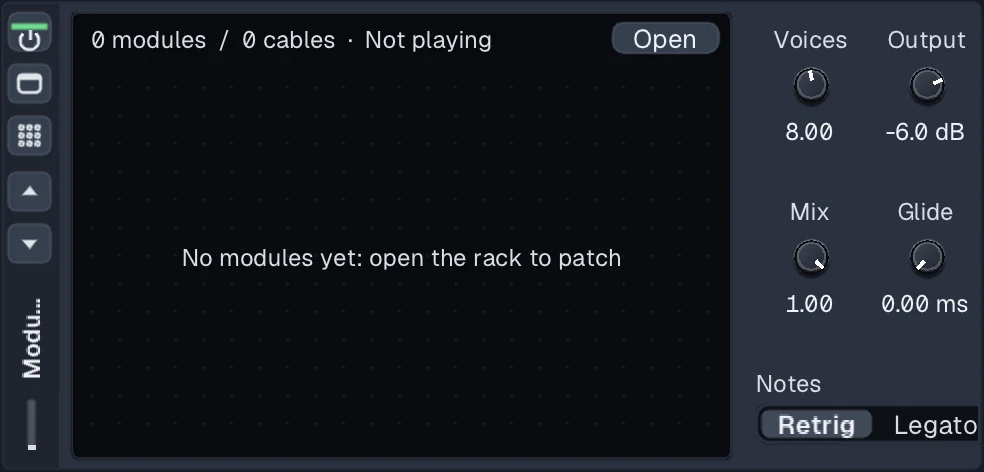 0 modules / 0 cables · Not playing
Open
No modules yet: open the rack to patch
Modu...
Voices
Output
8.00
-6.0 dB
Mix
Glide
1.00
0.00 ms
Notes
Retrig
Legato